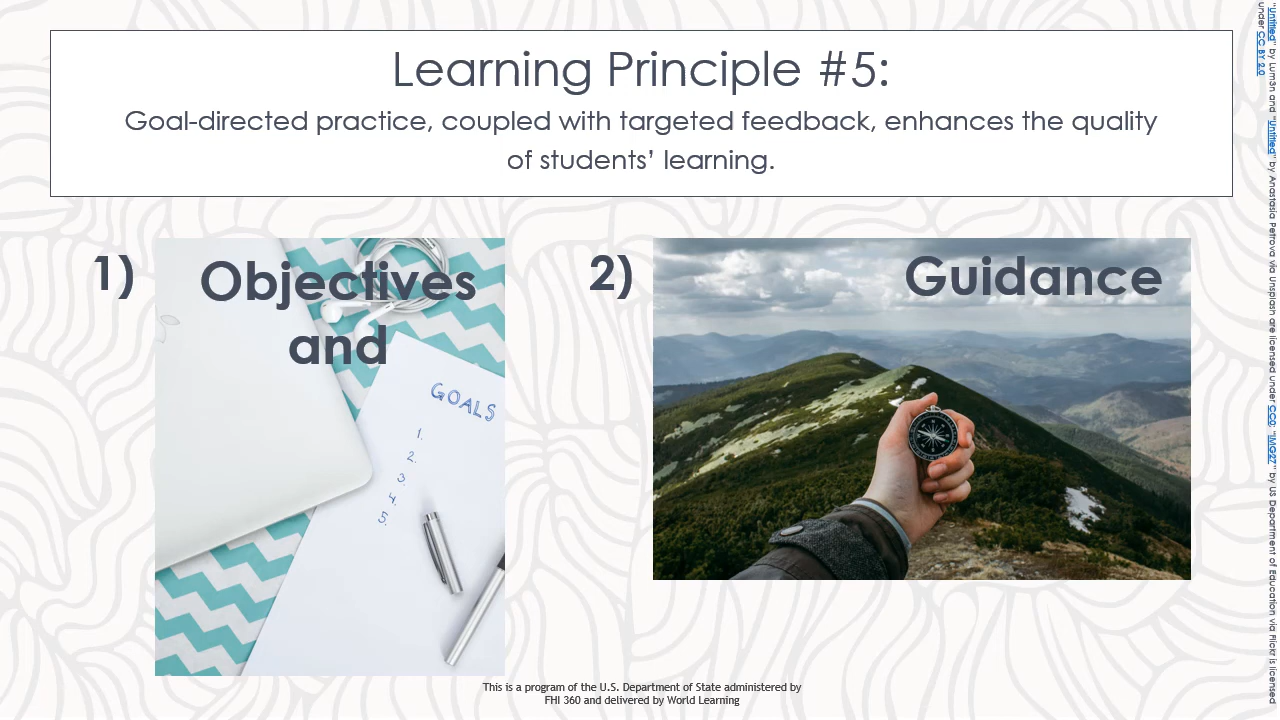 Learning Principle #5:
Goal-directed practice, coupled with targeted feedback, enhances the quality
of students’ learning.
1)
Objectives
and
GOALS
1.
2.
3.
4.
5.
2)
Guidance
This is a program of the U.S. Department of State administered by
FHI 360 and delivered by World Learning
"Untitled" by Lum3n and "Untitled" by Anastasia Petrova via Unsplash are licensed under CC0; "IMG27" by US Department of Education via Flickr is licensed
under CC BY 2.0